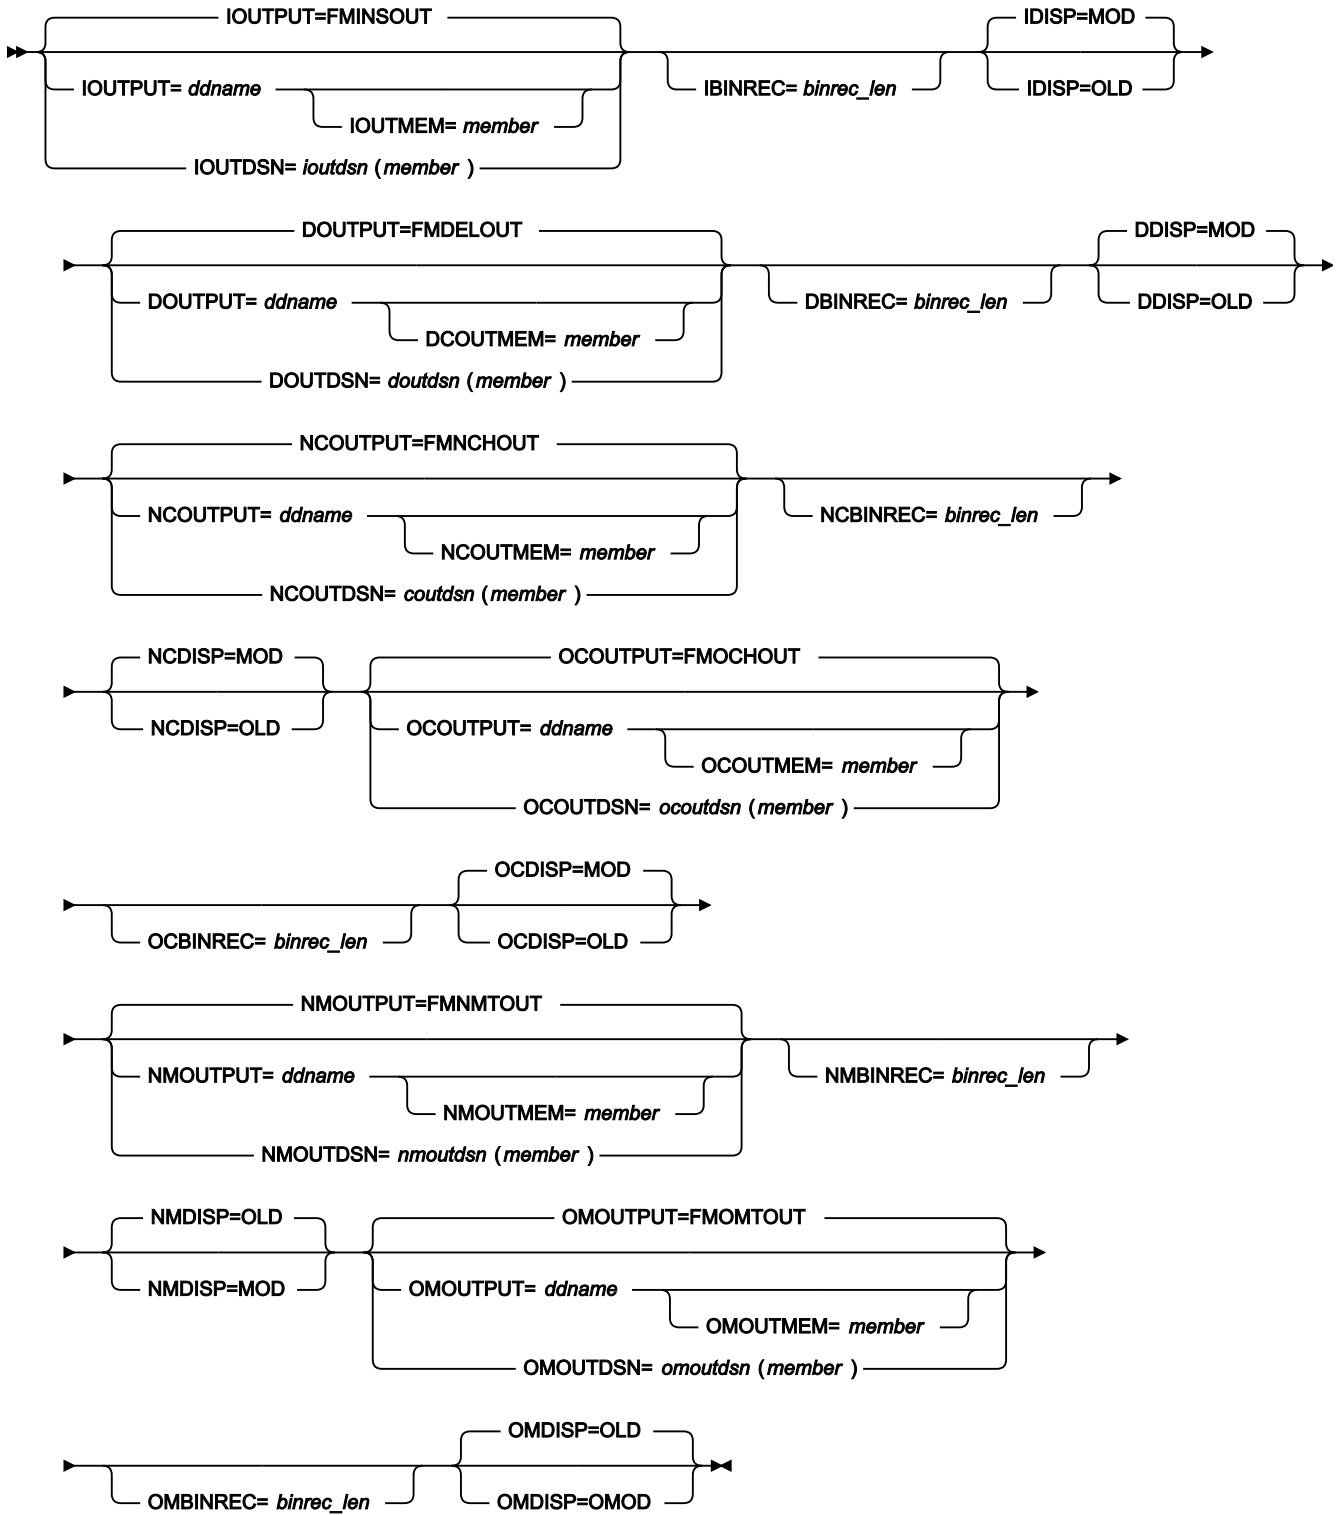 IOUTPUT=FMINSOUT
IDISP=MOD
IOUTPUT= ddname
IBINREC= binrec_len
IDISP=OLD
IOUTMEM= member
IOUTDSN= ioutdsn (member )
DOUTPUT=FMDELOUT
DDISP=MOD
DOUTPUT= ddname
DBINREC= binrec_len
DDISP=OLD
DCOUTMEM= member
DOUTDSN= doutdsn (member )
NCOUTPUT=FMNCHOUT
NCOUTPUT= ddname
NCBINREC= binrec_len
NCOUTMEM= member
NCOUTDSN= coutdsn (member )
NCDISP=MOD
OCOUTPUT=FMOCHOUT
NCDISP=OLD
OCOUTPUT= ddname
OCOUTMEM= member
OCOUTDSN= ocoutdsn (member )
OCDISP=MOD
OCBINREC= binrec_len
OCDISP=OLD
NMOUTPUT=FMNMTOUT
NMOUTPUT= ddname
NMBINREC= binrec_len
NMOUTMEM= member
NMOUTDSN= nmoutdsn (member )
NMDISP=OLD
OMOUTPUT=FMOMTOUT
NMDISP=MOD
OMOUTPUT= ddname
OMOUTMEM= member
OMOUTDSN= omoutdsn (member )
OMDISP=OLD
OMBINREC= binrec_len
OMDISP=OMOD